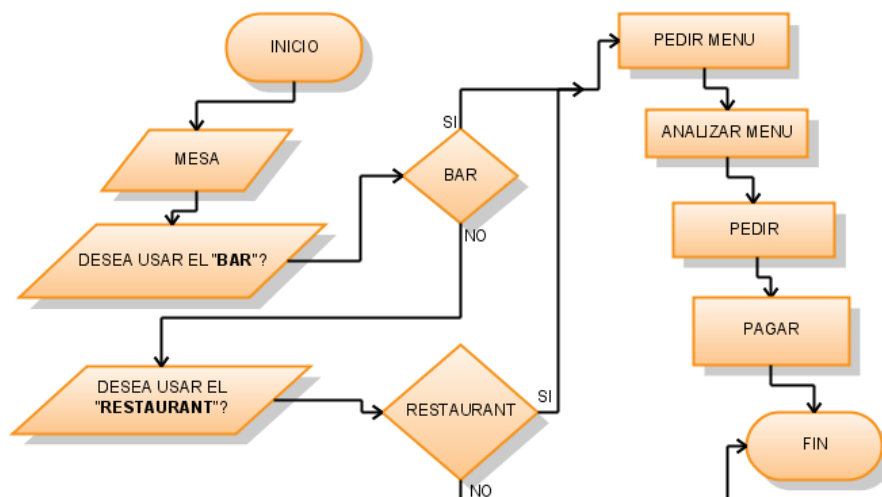 INICIO
MESA
DESEA USAR EL "BAR"?
BAR
SI
NO
DESEA USAR EL
"RESTAURANT"?
RESTAURANT
SI
NO
PEDIR MENU
ANALIZAR MENU
PEDIR
PAGAR
FIN